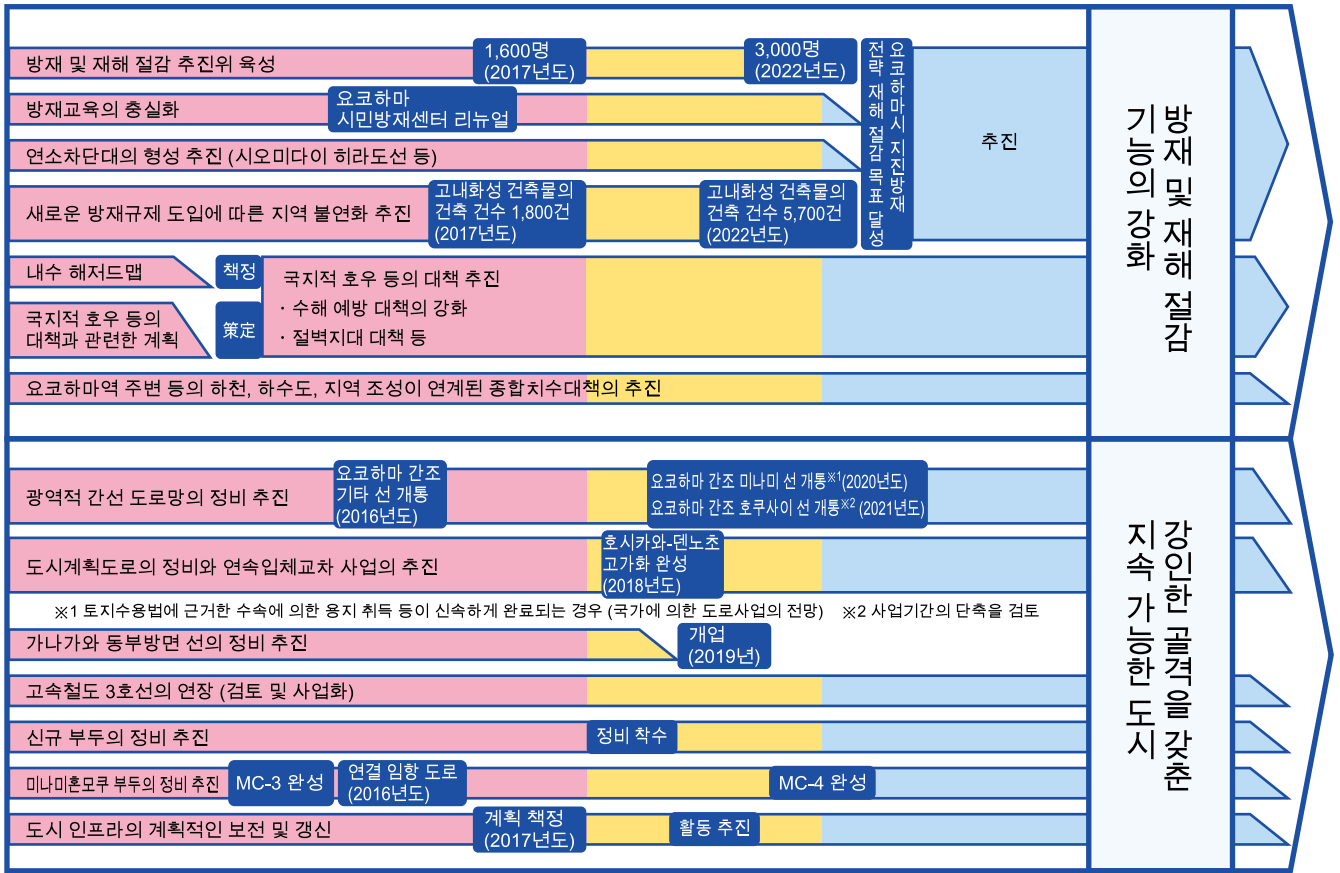 방재 및 재해 절감 추진위 육성
1,600명
(2017년도)
3,000명
(2022년도)
방재교육의 충실화
요코하마
시민방재센터 리뉴얼
연소차단대의 형성 추진 (시오미다이 히라도선 등)
새로운 방재규제 도입에 따른 지역 불연화 추진
고내화성 건축물의
건축 건수 1,800건
(2017년도)
고내화성 건축물의
건축 건수 5,700건
(2022년도)
요코하마시 지진방재
전략 재해 절감 목표 달성
추진
내수 해저드맵
책정
국지적 호우 등의
대책과 관련한 계획
策定
국지적 호우 등의 대책 추진
· 수해 예방 대책의 강화
· 절벽지대 대책 등
요코하마역 주변 등의 하천, 하수도, 지역 조성이 연계된 종합치수대책의 추진
방재 및 재해 절감
기능의 강화
광역적 간선 도로망의 정비 추진
요코하마 간조
기타 선 개통
(2016년도)
요코하마 간조 미나미 선 개통※1(2020년도)
요코하마 간조 호쿠사이 선 개통※2 (2021년도)
도시계획도로의 정비와 연속입체교차 사업의 추진
호시카와-덴노초
고가화 완성
(2018년도)
※1 토지수용법에 근거한 수속에 의한 용지 취득 등이 신속하게 완료되는 경우 (국가에 의한 도로사업의 전망) ※2 사업기간의 단축을 검토
가나가와 동부방면 선의 정비 추진
개업
(2019년)
고속철도 3호선의 연장 (검토 및 사업화)
신규 부두의 정비 추진
정비 착수
미나미혼모쿠 부두의 정비 추진
MC-3 완성
연결 임항 도로
(2016년도)
MC-4 완성
도시 인프라의 계획적인 보전 및 갱신
계획 책정
(2017년도)
활동 추진
강인한 골격을 갖춘
지속 가능한 도시